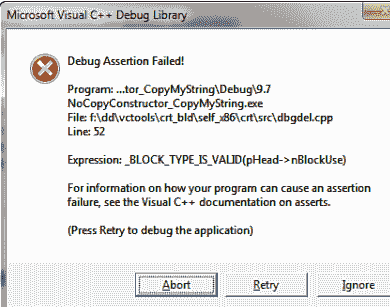 Microsoft Visual C++ Debug Library
Debug Assertion Failed!
Program: ...tor_CopyMyString\Debug\9.7
NoCopyConstructor_CopyMyString.exe
File: f:\dd\vctools\crt_bld\self_x86\crt\src\dbgdel.cpp
Line: 52
Expression: _BLOCK_TYPE_IS_VALID(pHead->nBlockUse)
For information on how your program can cause an assertion
failure, see the Visual C++ documentation on asserts.
(Press Retry to debug the application)
Abort Retry Ignore